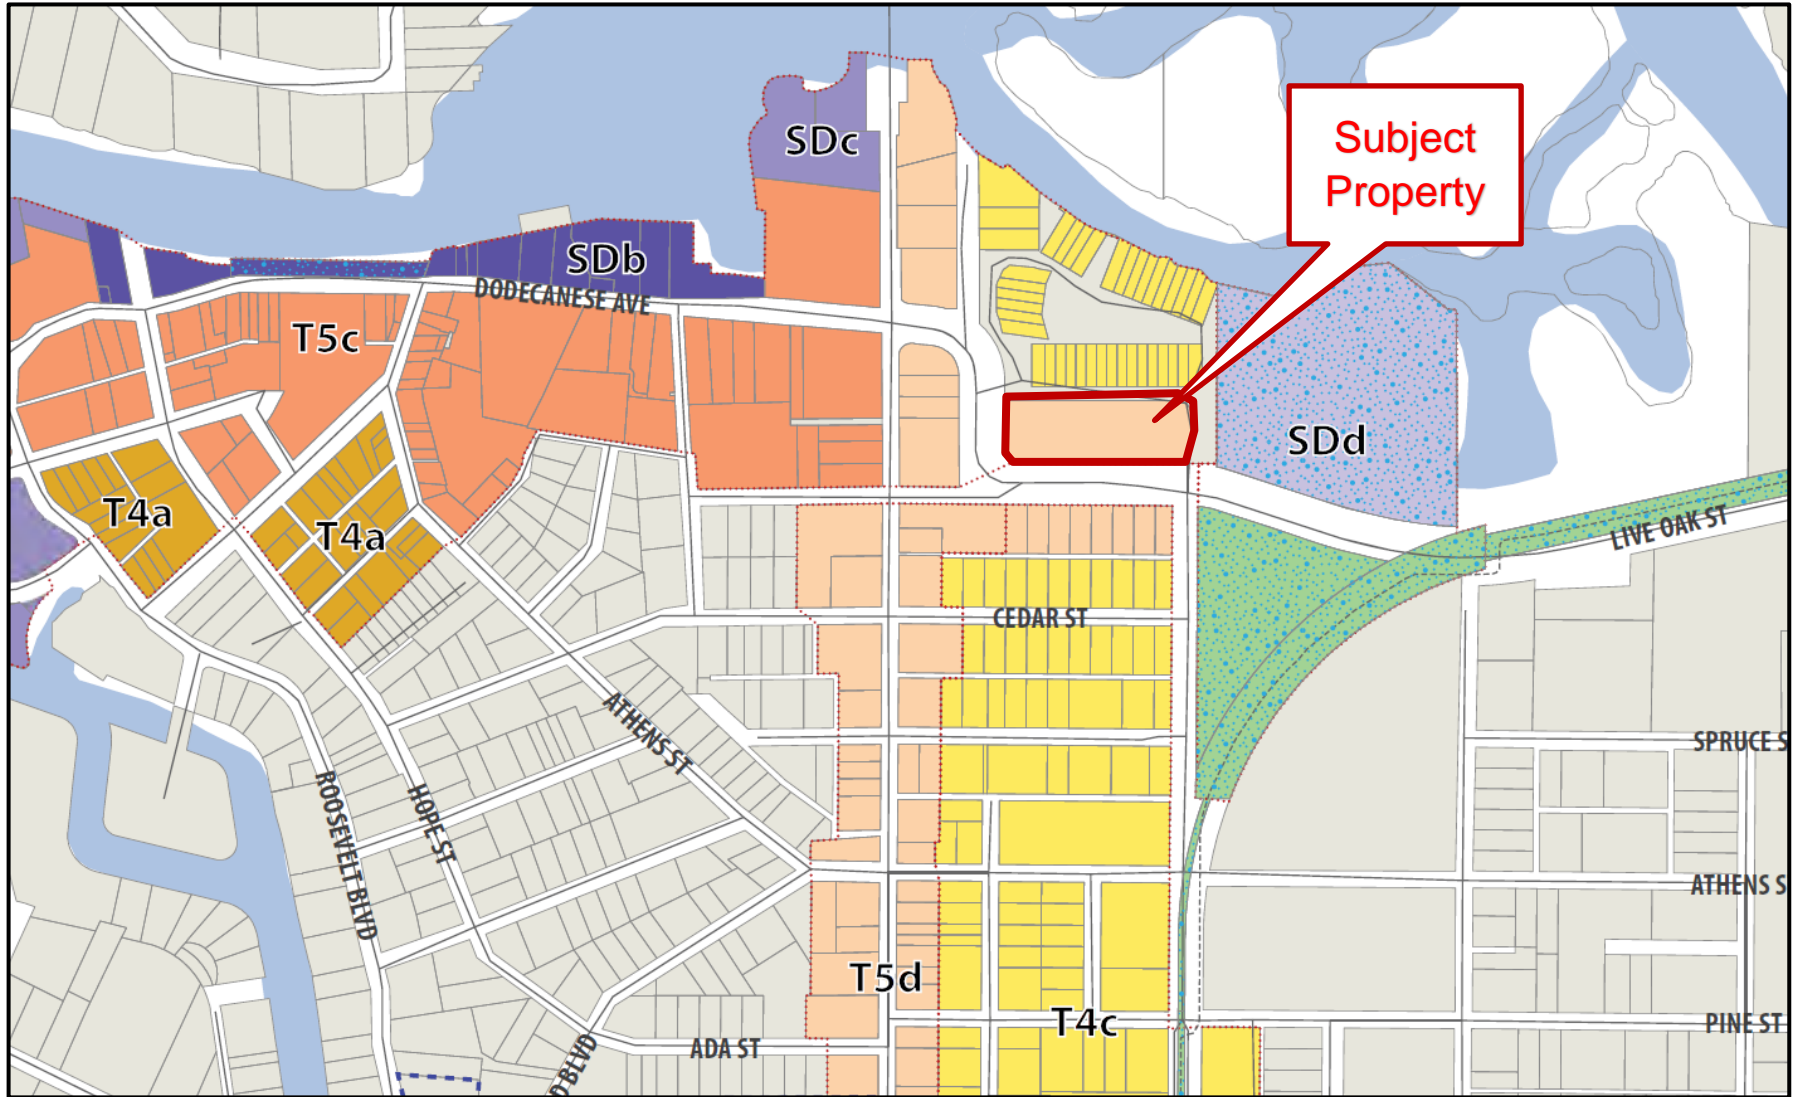 SDc
Subject
Property
SDb
DODECANESE AVE
T5c
SDd
T4a
T4a
LIVE OAK ST
CEDAR ST
ATHENS ST
SPRUCE S
ROOSEVELT BLVD
HOPE ST
ATHENS S
T5d
T4c
PINE ST
ADA ST
D BLVD